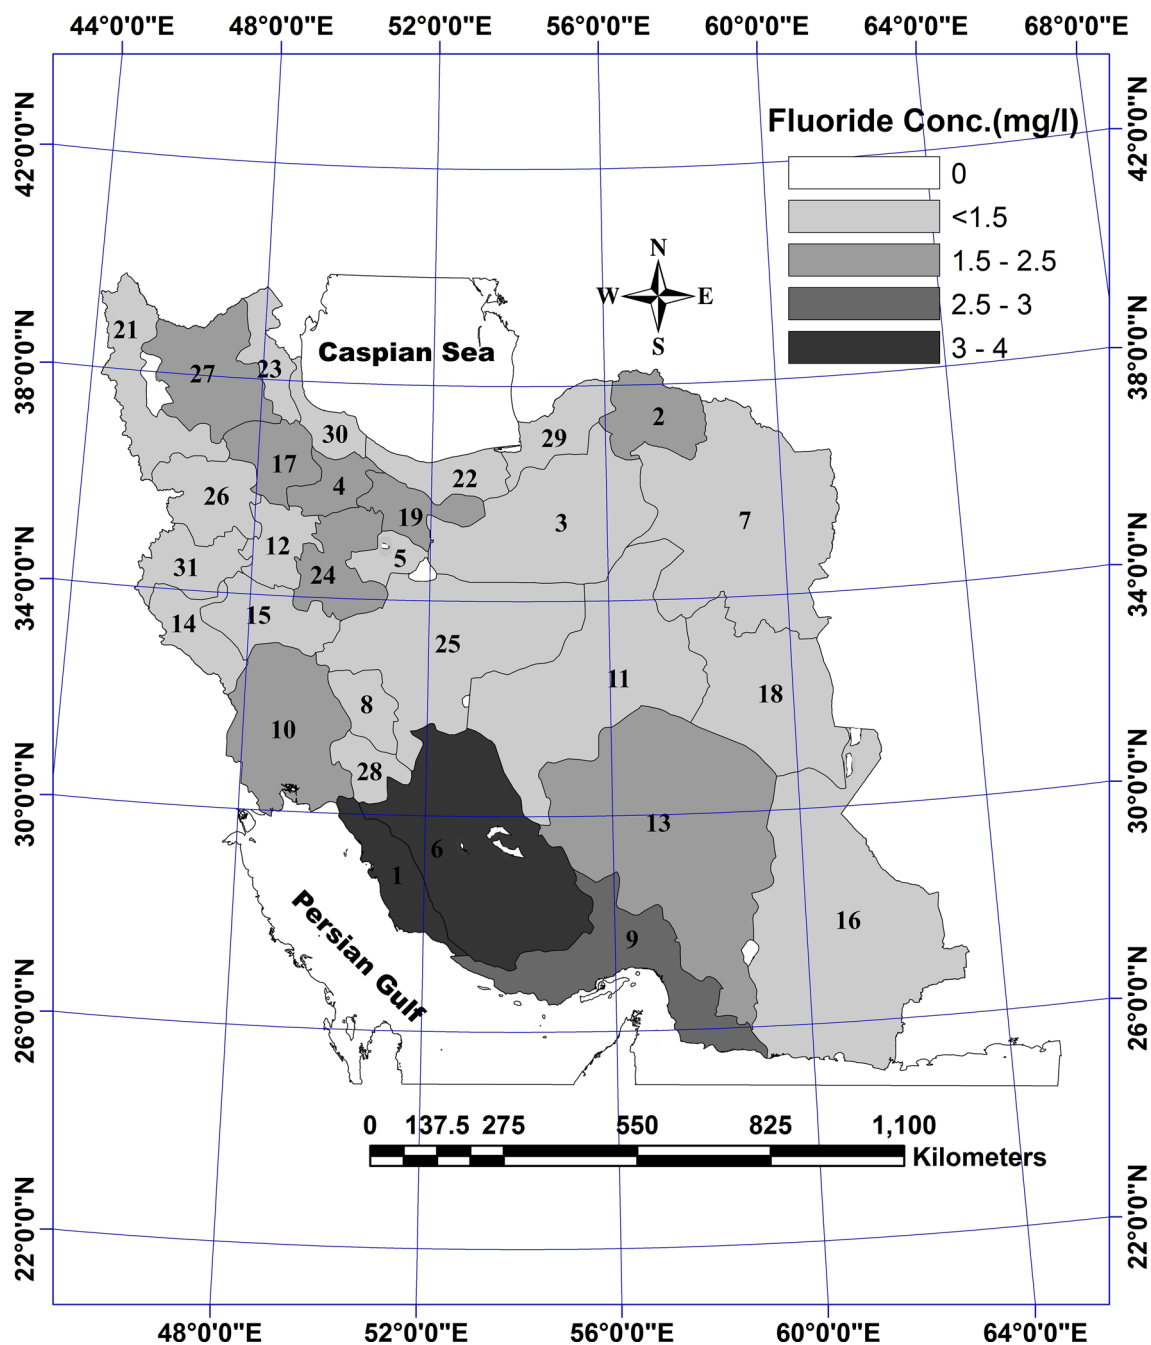 44°0'0"E 48°0'0"E 52°0'0"E 56°0'0"E 60°0'0"E 64°0'0"E 68°0'0"E
42°0'0"N
42°0'0"N
Fluoride Conc.(mg/l)
0
<1.5
1.5 - 2.5
2.5 - 3
3 - 4
N
W E
S
38°0'0"N
38°0'0"N
Caspian Sea
21
27
23
2
30
29
17
22
4
26
19
3
7
12
5
31
24
14
15
25
34°0'0"N
34°0'0"N
11
18
8
10
28
30°0'0"N
30°0'0"N
13
6
1
16
9
Persian Gulf
26°0'0"N
26°0'0"N
0 137.5 275 550 825 1,100
Kilometers
22°0'0"N
22°0'0"N
48°0'0"E 52°0'0"E 56°0'0"E 60°0'0"E 64°0'0"E